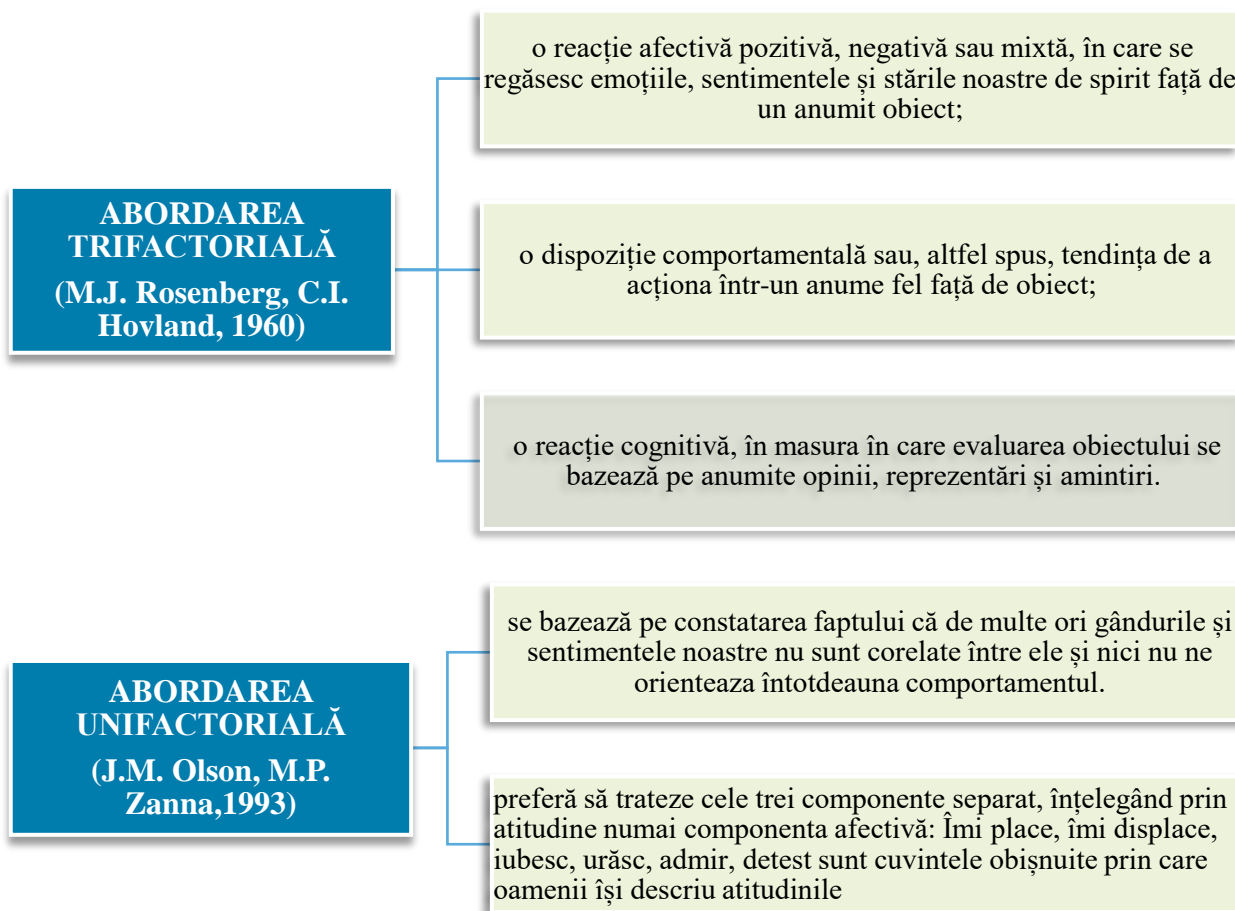 o reacție afectivă pozitivă, negativă sau mixtă, în care se
regăsesc emoțiile, sentimentele și stările noastre de spirit față de
un anumit obiect;
ABORDAREA
TRIFACTORIALĂ
(M.J. Rosenberg, C.I.
Hovland, 1960)
o dispoziție comportamentală sau, altfel spus, tendința de a
acționa într-un anume fel față de obiect;
o reacție cognitivă, în masura în care evaluarea obiectului se
bazează pe anumite opinii, reprezentări și amintiri.
se bazează pe constatarea faptului că de multe ori gândurile și
sentimentele noastre nu sunt corelate între ele și nici nu ne
orienteaza întotdeauna comportamentul.
ABORDAREA
UNIFACTORIALĂ
(J.M. Olson, M.P.
Zanna,1993)
preferă să trateze cele trei componente separat, înțelegând prin
atitudine numai componenta afectivă: Îmi place, îmi displace,
iubesc, urăsc, admir, detest sunt cuvintele obișnuite prin care
oamenii își descriu atitudinile